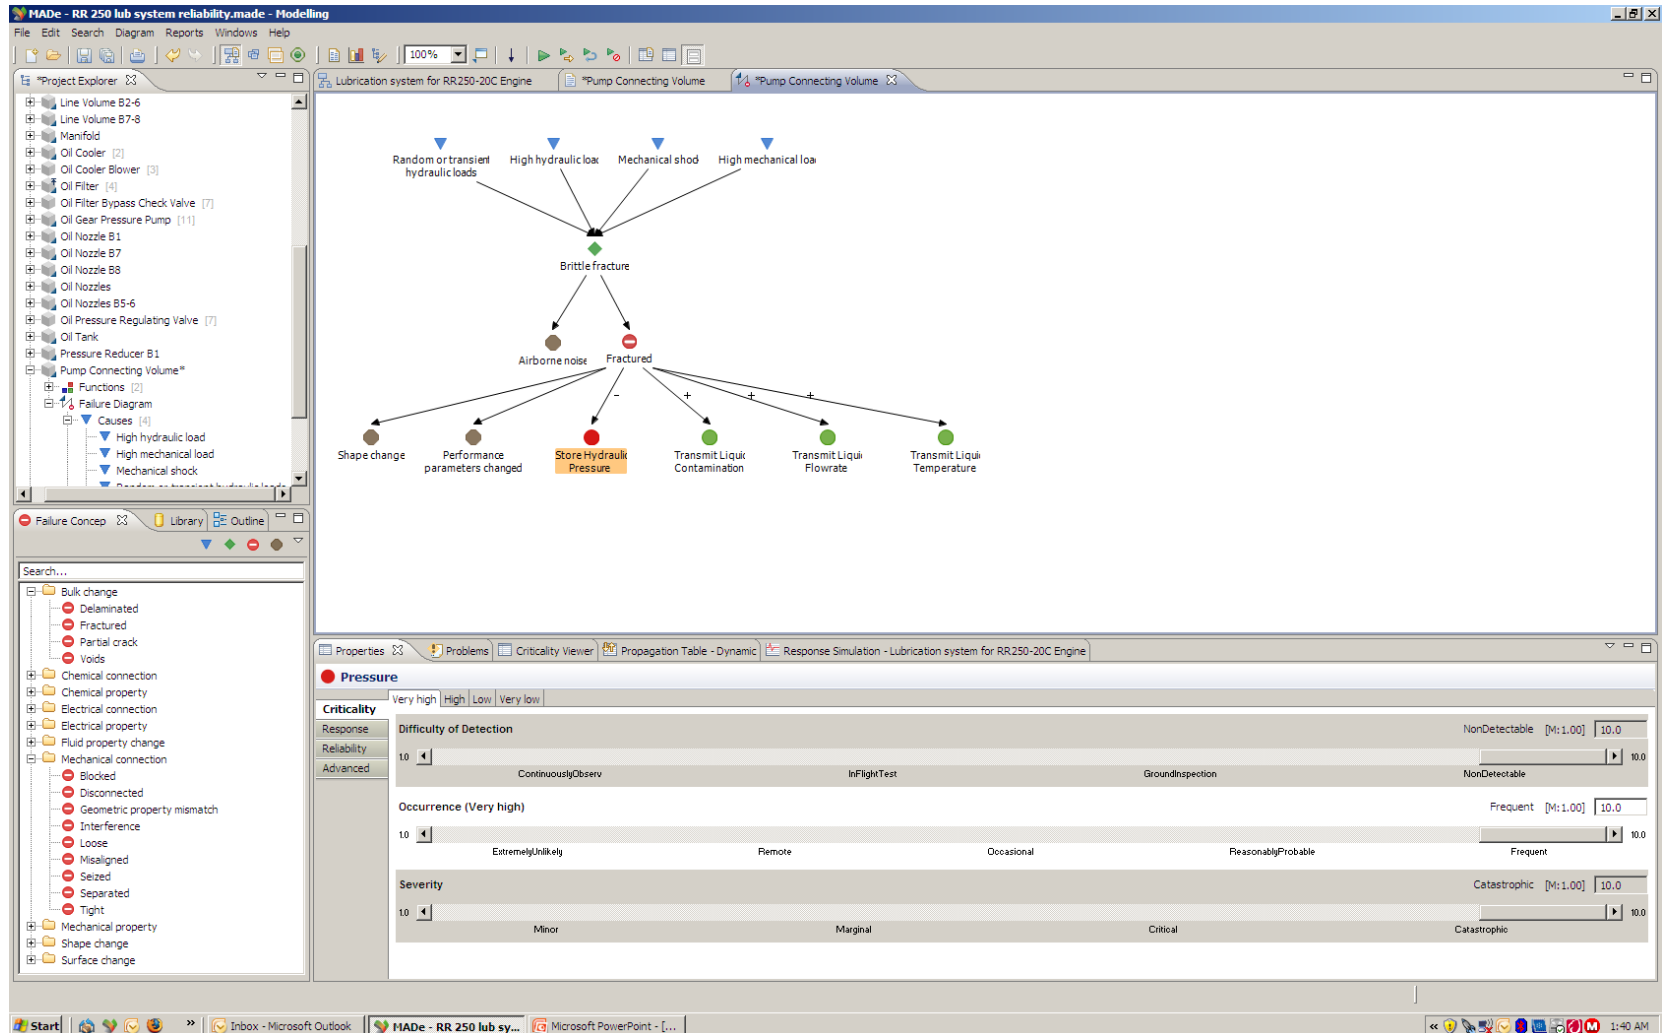 MADe - RR 250 lub system reliability.made - Modelling
File Edit Search Diagram Reports Windows Help
100%
*Project Explorer
Line Volume B2-6
Line Volume B7-8
Manifold
Oil Cooler [2]
Oil Cooler Blower [3]
Oil Filter [4]
Oil Filter Bypass Check Valve [7]
Oil Gear Pressure Pump [11]
Oil Nozzle B1
Oil Nozzle B7
Oil Nozzle B8
Oil Nozzles
Oil Nozzles B5-6
Oil Pressure Regulating Valve [7]
Oil Tank
Pressure Reducer B1
Pump Connecting Volume*
Functions [2]
Failure Diagram
Causes [4]
High hydraulic load
High mechanical load
Mechanical shock
Random or transient hydraulic loads
Failure Concep Library Outline
Search...
Bulk change
Delaminated
Fractured
Partial crack
Voids
Chemical connection
Chemical property
Electrical connection
Electrical property
Fluid property change
Mechanical connection
Blocked
Disconnected
Geometric property mismatch
Interference
Loose
Misaligned
Seized
Separated
Tight
Mechanical property
Shape change
Surface change
Lubrication system for RR250-20C Engine *Pump Connecting Volume *Pump Connecting Volume
Random or transient High hydraulic load Mechanical shock High mechanical load
hydraulic loads
Brittle fracture
Airborne noise Fractured
- + + +
Shape change Performance Store Hydraulic Transmit Liquid Transmit Liquid Transmit Liquid
parameters changed Pressure Contamination Flowrate Temperature
Properties Problems Criticality Viewer Propagation Table - Dynamic Response Simulation - Lubrication system for RR250-20C Engine
Pressure
Criticality
Response
Reliability
Advanced
Very high High Low Very low
Difficulty of Detection NonDetectable [M:1.00] 10.0
1.0 10.0
ContinuouslyObserv InFlightTest GroundInspection NonDetectable
Occurrence (Very high) Frequent [M:1.00] 10.0
1.0 10.0
ExtremelyUnlikely Remote Occasional ReasonablyProbable Frequent
Severity Catastrophic [M:1.00] 10.0
1.0 10.0
Minor Marginal Critical Catastrophic
Start » Inbox - Microsoft Outlook MADe - RR 250 lub sy... Microsoft PowerPoint - [... « 1:40 AM